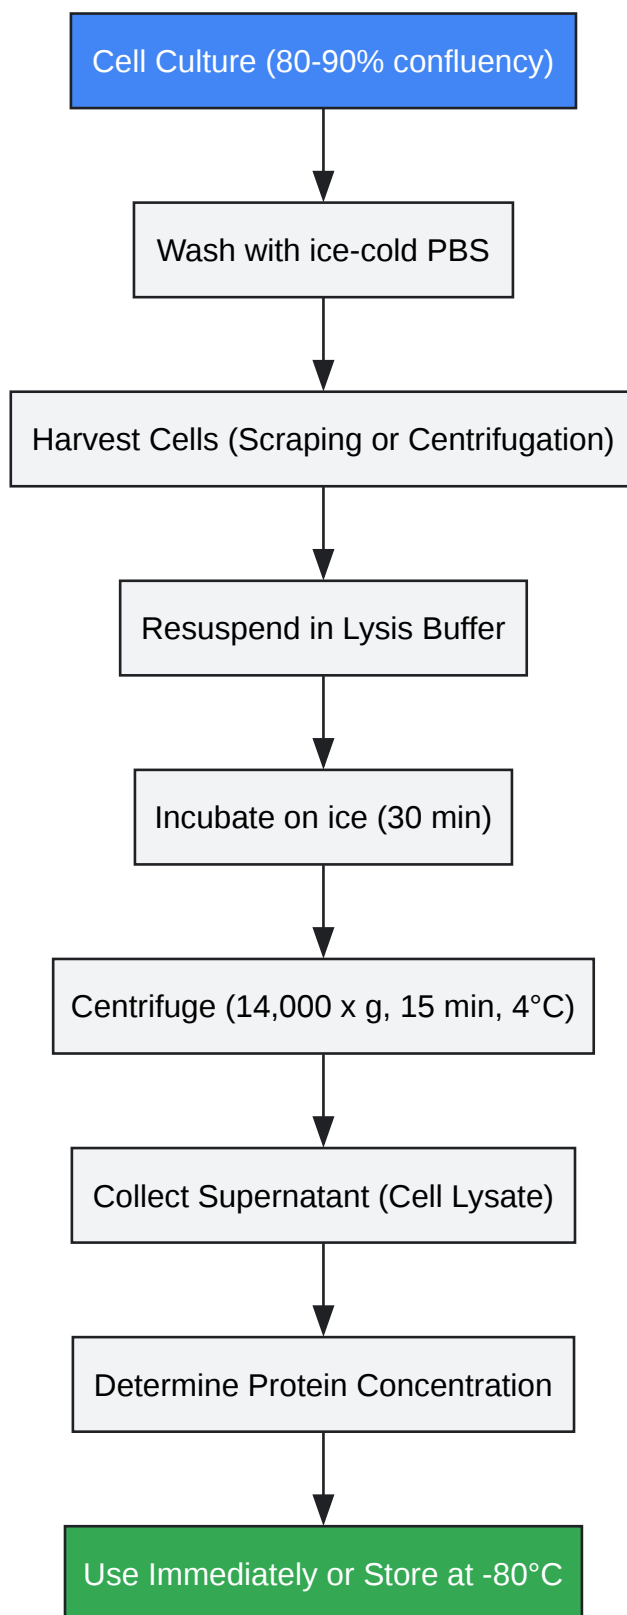 Cell Culture (80-90% confluency)
Wash with ice-cold PBS
Harvest Cells (Scraping or Centrifugation)
Resuspend in Lysis Buffer
Incubate on ice (30 min)
Centrifuge (14,000 x g, 15 min, 4°C)
Collect Supernatant (Cell Lysate)
Determine Protein Concentration
Use Immediately or Store at -80°C